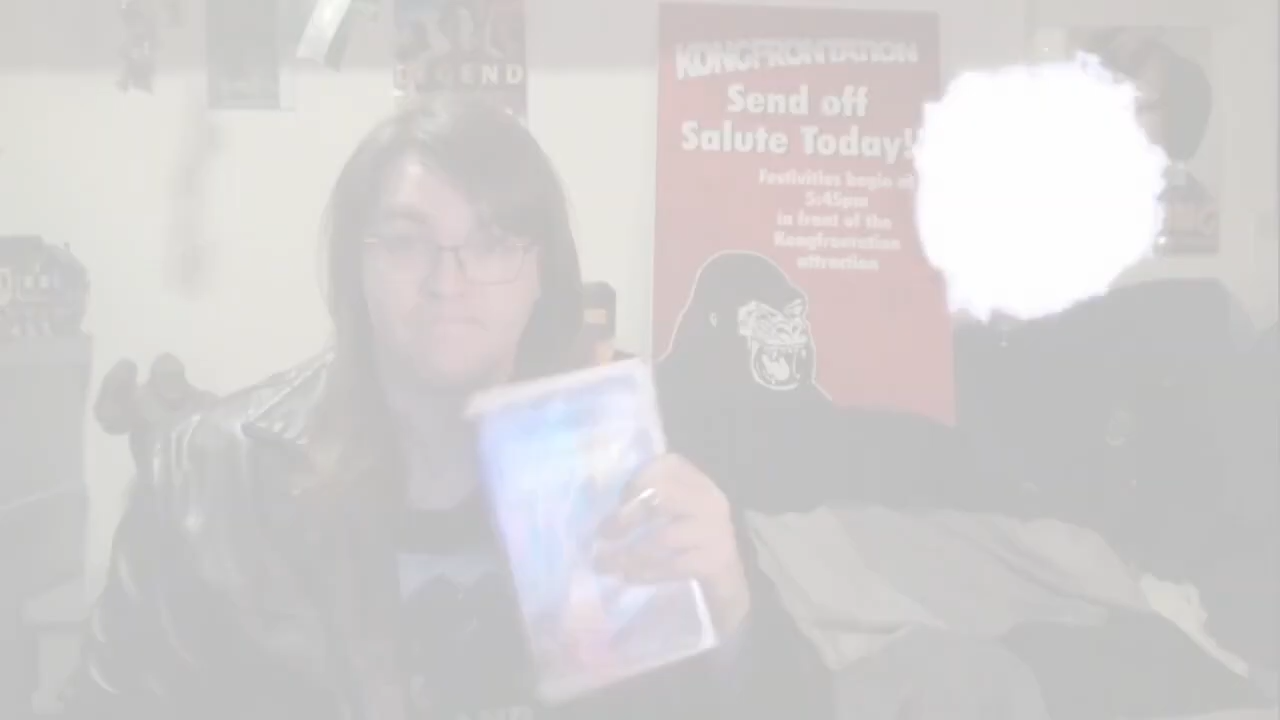 LEGEND
KONGFRONTATION
Send off
Salute Today!
Festivities begin at
5:45pm
in front of the
Kongfrontation
attraction